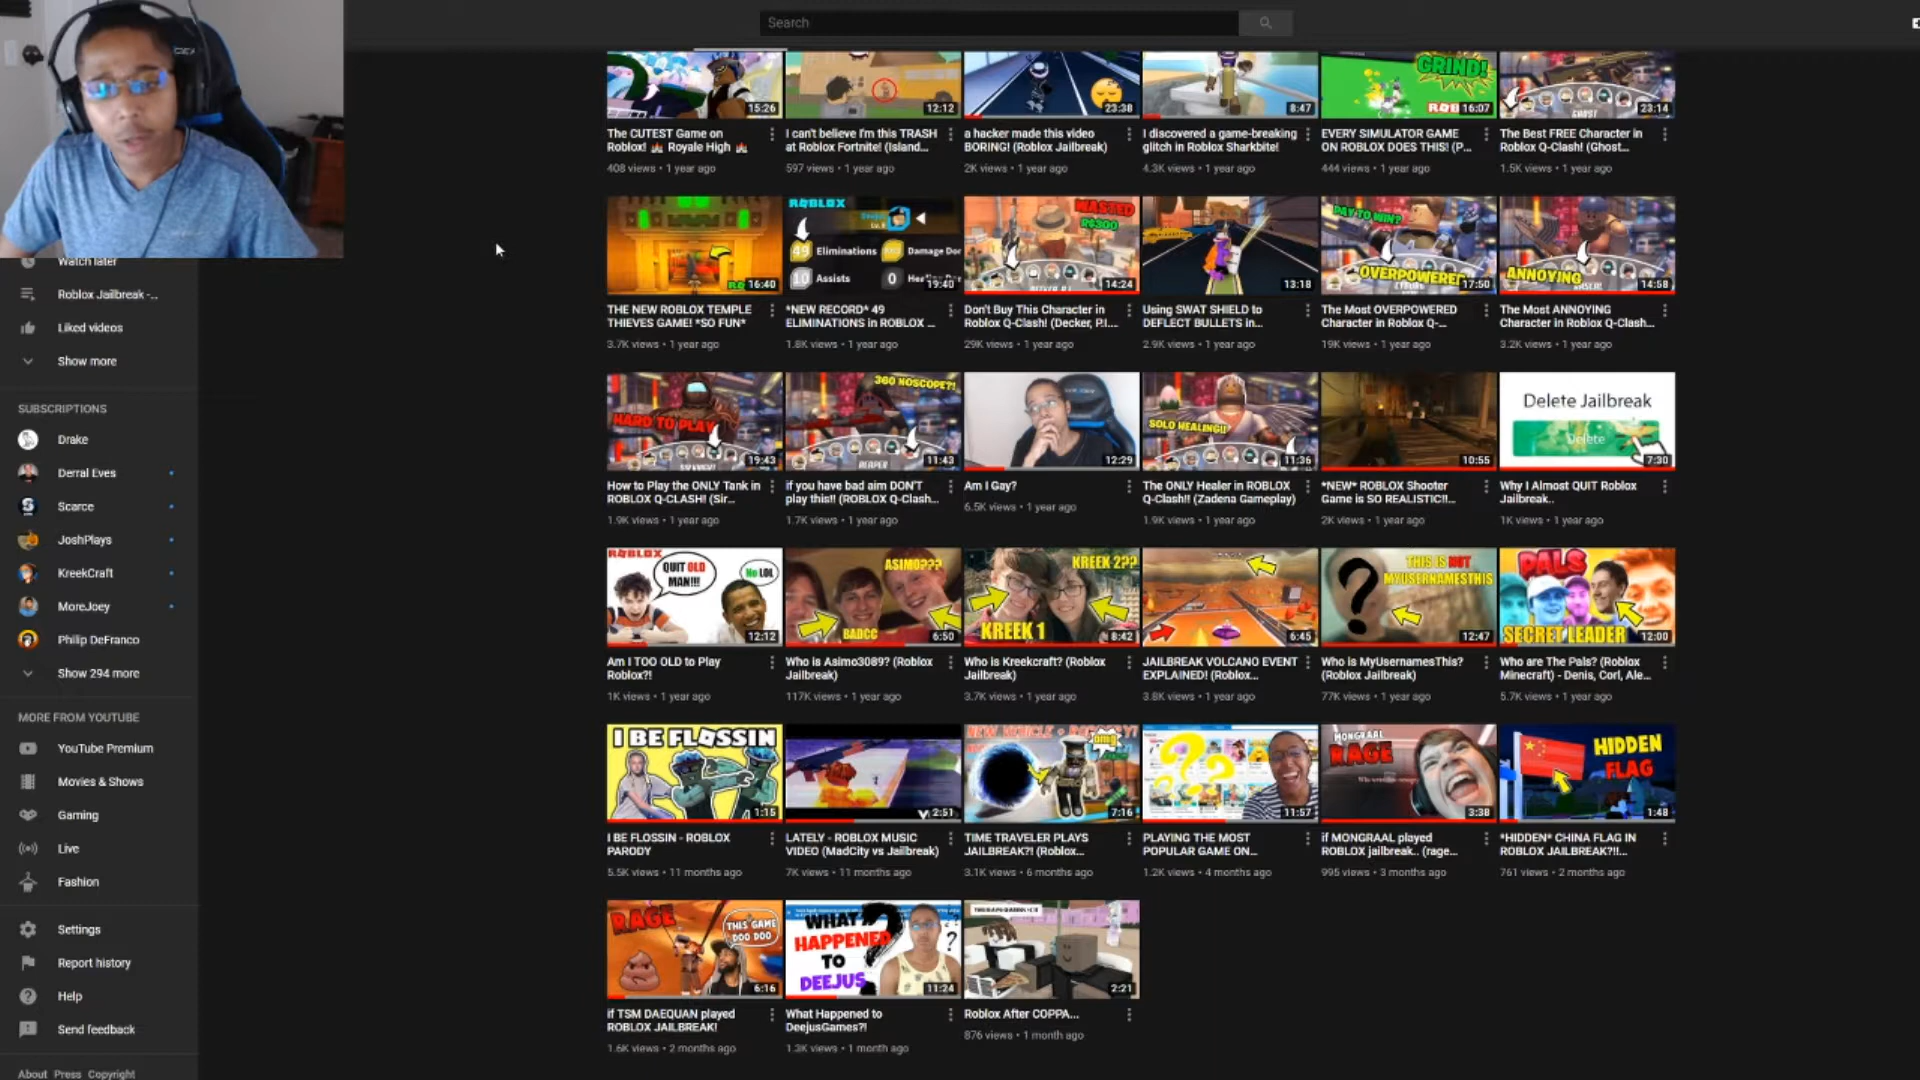 Search
GRIND!
ROB
GHOST
15:26
12:12
23:38
8:47
16:07
23:14
The CUTEST Game on
Roblox! 🏰 Royale High 🏰
408 views • 1 year ago
I can't believe I'm this TRASH
at Roblox Fortnite! (Island...
597 views • 1 year ago
a hacker made this video
BORING! (Roblox Jailbreak)
2K views • 1 year ago
I discovered a game-breaking
glitch in Roblox Sharkbite!
4.3K views • 1 year ago
EVERY SIMULATOR GAME
ON ROBLOX DOES THIS! (P...
444 views • 1 year ago
The Best FREE Character in
Roblox Q-Clash! (Ghost...
1.5K views • 1 year ago
16:40
ROBLOX
49 Eliminations
Damage Don
10 Assists
0
19:40
WASTED
R$300
14:24
13:18
PAY TO WIN?
OVERPOWERED
17:50
ANNOYING
14:58
THE NEW ROBLOX TEMPLE
THIEVES GAME! *SO FUN*
3.7K views • 1 year ago
*NEW RECORD* 49
ELIMINATIONS in ROBLOX ...
1.8K views • 1 year ago
Don't Buy This Character in
Roblox Q-Clash! (Decker, P.I....
29K views • 1 year ago
Using SWAT SHIELD to
DEFLECT BULLETS in...
2.9K views • 1 year ago
The Most OVERPOWERED
Character in Roblox Q-...
19K views • 1 year ago
The Most ANNOYING
Character in Roblox Q-Clash...
3.2K views • 1 year ago
HARD TO PLAY
19:43
360 NOSCOPE?!
REAPER
11:43
12:29
SOLO HEALING!!
11:36
10:55
Delete Jailbreak
Delete
7:30
How to Play the ONLY Tank in
ROBLOX Q-CLASH! (Sir...
1.9K views • 1 year ago
if you have bad aim DON'T
play this!! (ROBLOX Q-Clash...
1.7K views • 1 year ago
Am I Gay?
6.5K views • 1 year ago
The ONLY Healer in ROBLOX
Q-Clash!! (Zadena Gameplay)
1.9K views • 1 year ago
*NEW* ROBLOX Shooter
Game is SO REALISTIC!!...
2K views • 1 year ago
Why I Almost QUIT Roblox
Jailbreak..
1K views • 1 year ago
ROBLOX
QUIT OLD
MAN!!!
No LOL
12:12
ASIMO???
BADCC
6:50
KREEK 2??
KREEK 1
8:42
6:45
THIS IS NOT
MYUSERNAMESTHIS
12:47
PALS
SECRET LEADER
12:00
Am I TOO OLD to Play
Roblox?!
1K views • 1 year ago
Who is Asimo3089? (Roblox
Jailbreak)
117K views • 1 year ago
Who is Kreekcraft? (Roblox
Jailbreak)
3.7K views • 1 year ago
JAILBREAK VOLCANO EVENT
EXPLAINED! (Roblox...
3.8K views • 1 year ago
Who is MyUsernamesThis?
(Roblox Jailbreak)
77K views • 1 year ago
Who are The Pals? (Roblox
Minecraft) - Denis, Corl, Ale...
5.7K views • 1 year ago
I BE FLOSSIN
1:15
2:51
omg
7:16
11:57
MONGRAAL
RAGE
3:38
HIDDEN
FLAG
1:48
I BE FLOSSIN - ROBLOX
PARODY
5.5K views • 11 months ago
LATELY - ROBLOX MUSIC
VIDEO (MadCity vs Jailbreak)
7K views • 11 months ago
TIME TRAVELER PLAYS
JAILBREAK?! (Roblox...
3.1K views • 6 months ago
PLAYING THE MOST
POPULAR GAME ON...
1.2K views • 4 months ago
if MONGRAAL played
ROBLOX jailbreak.. (rage...
995 views • 3 months ago
*HIDDEN* CHINA FLAG IN
ROBLOX JAILBREAK?!!...
761 views • 2 months ago
RAGE
THIS GAME
DOO DOO
6:16
WHAT
HAPPENED
TO
DEEJUS
11:24
2:21
if TSM DAEQUAN played
ROBLOX JAILBREAK!
1.6K views • 2 months ago
What Happened to
DeejusGames?!
1.3K views • 1 month ago
Roblox After COPPA...
876 views • 1 month ago
Watch later
Roblox Jailbreak -...
Liked videos
Show more
SUBSCRIPTIONS
Drake
Derral Eves
Scarce
JoshPlays
KreekCraft
MoreJoey
Philip DeFranco
Show 294 more
MORE FROM YOUTUBE
YouTube Premium
Movies & Shows
Gaming
Live
Fashion
Settings
Report history
Help
Send feedback
About Press Copyright